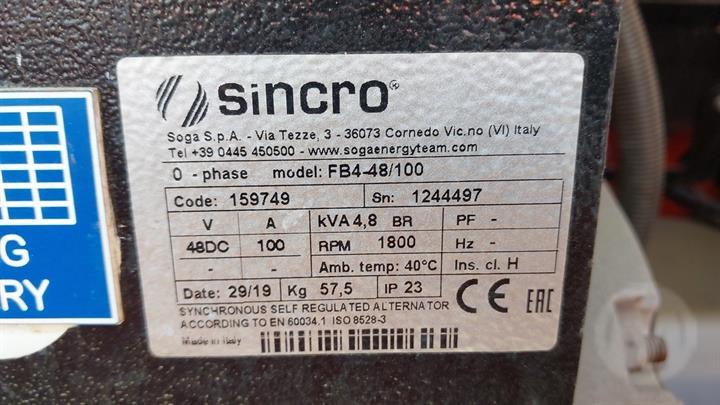 sincro®
Soga S.p.A. - Via Tezze, 3 - 36073 Cornedo Vic.no (VI) Italy
Tel +39 0445 450500 - www.sogaenergyteam.com
0 - phase model: FB4-48/100
Code: 159749 Sn: 1244497
V A kVA 4,8 BR PF -
48DC 100 RPM 1800 Hz -
- - Amb. temp: 40°C Ins. cl. H
Date: 29/19 Kg 57,5 IP 23 CE EAC
SYNCHRONOUS SELF REGULATED ALTERNATOR
ACCORDING TO EN 60034.1 ISO 8528-3
Made in Italy
G
RY